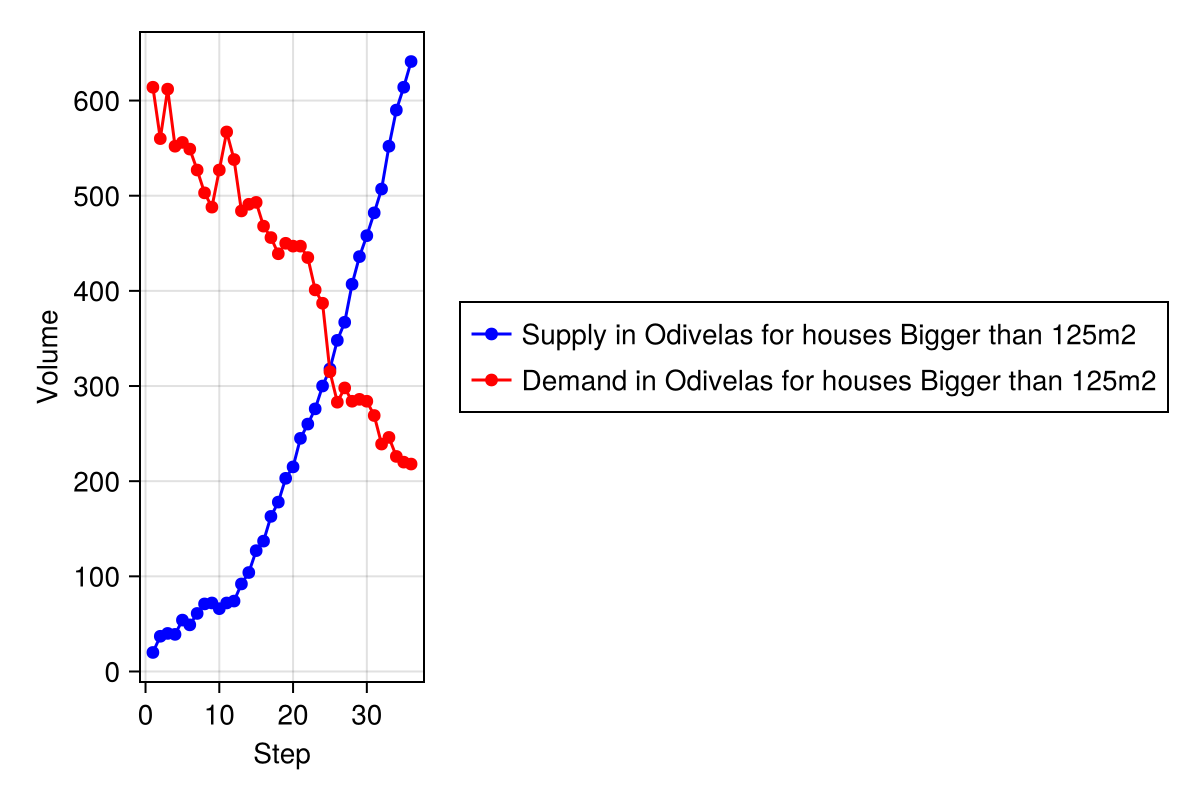 600
500
400
300
200
100
0
Volume
0 10 20 30
Step
Supply in Odivelas for houses Bigger than 125m2
Demand in Odivelas for houses Bigger than 125m2